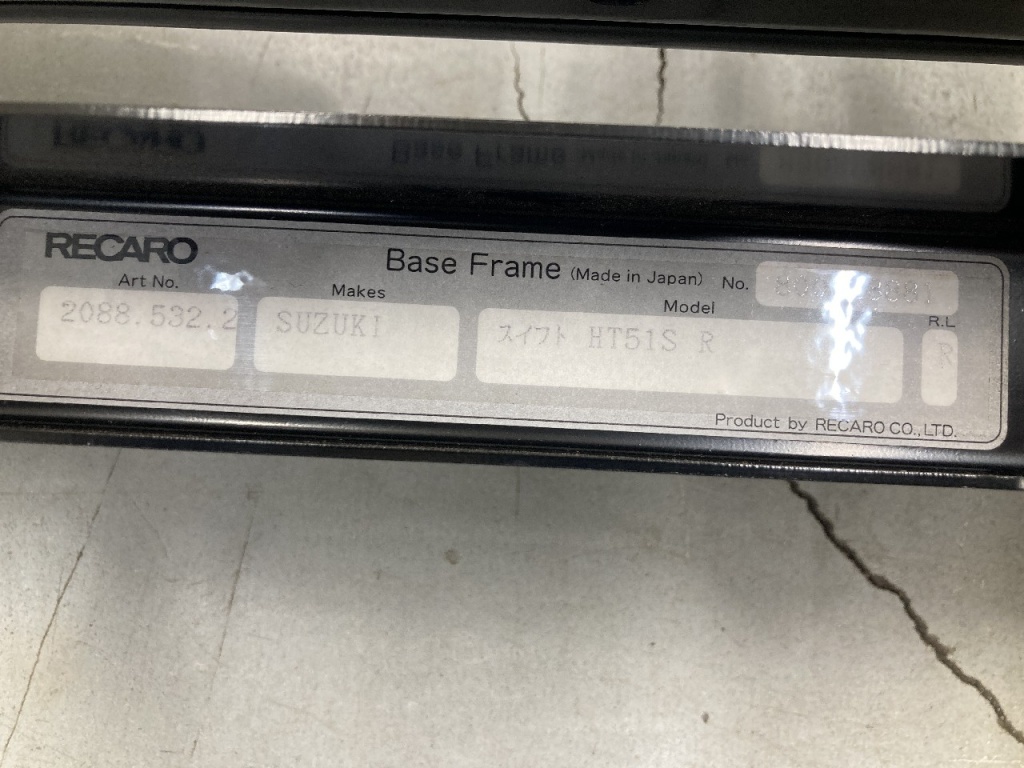 RECARO
Base Frame (Made in Japan) No.
Art No.
Makes
Model
R.L
2088.532.2
SUZUKI
スイフト HT51S R
R
Product by RECARO CO.,LTD.